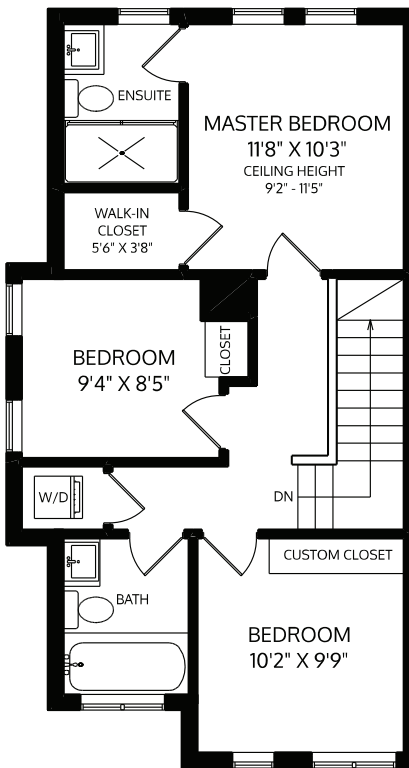 ENSUITE
MASTER BEDROOM
11'8" X 10'3"
CEILING HEIGHT
9'2" - 11'5"
WALK-IN
CLOSET
5'6" X 3'8"
BEDROOM
9'4" X 8'5"
CLOSET
W/D
DN
CUSTOM CLOSET
BATH
BEDROOM
10'2" X 9'9"